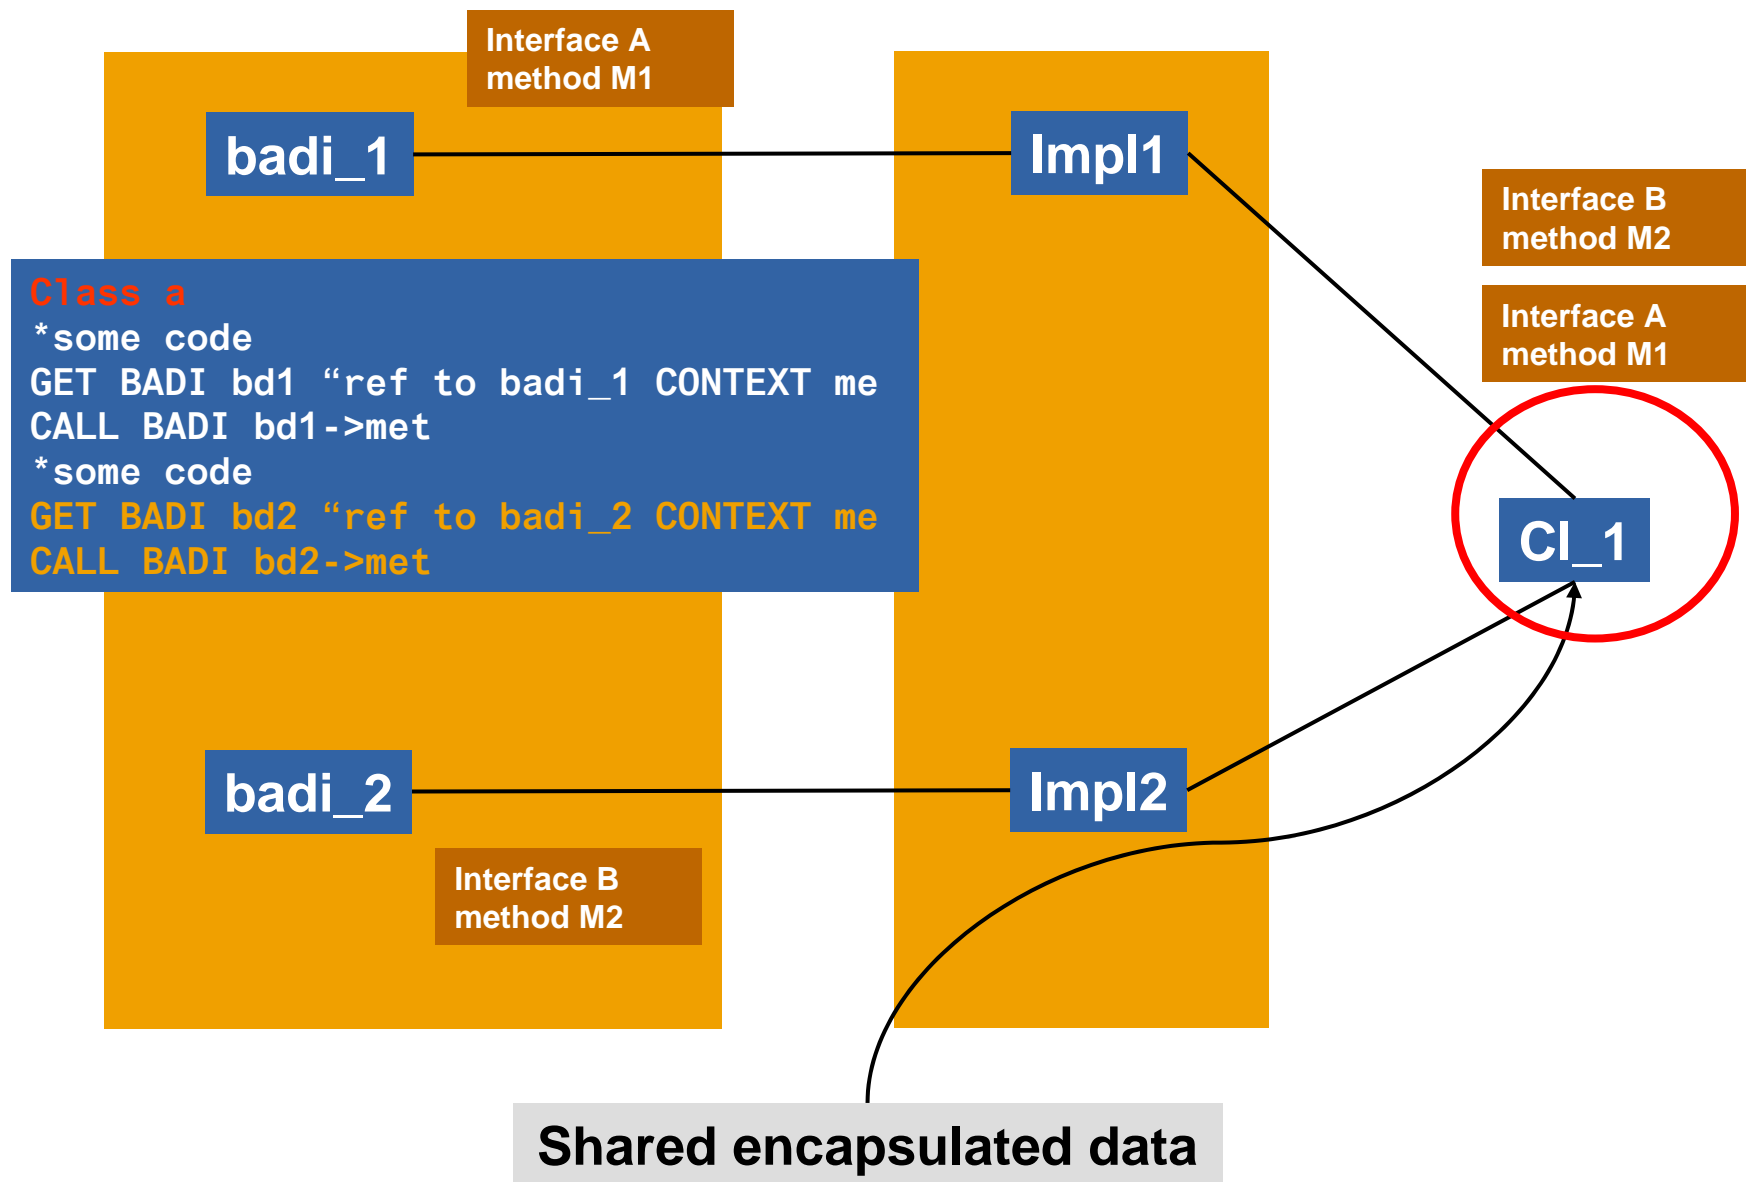 Interface A
method M1
badi_1
Impl1
Interface B
method M2
Interface A
method M1
Class a
*some code
GET BADI bd1 “ref to badi_1 CONTEXT me
CALL BADI bd1->met
*some code
GET BADI bd2 “ref to badi_2 CONTEXT me
CALL BADI bd2->met
Cl_1
badi_2
Impl2
Interface B
method M2
Shared encapsulated data